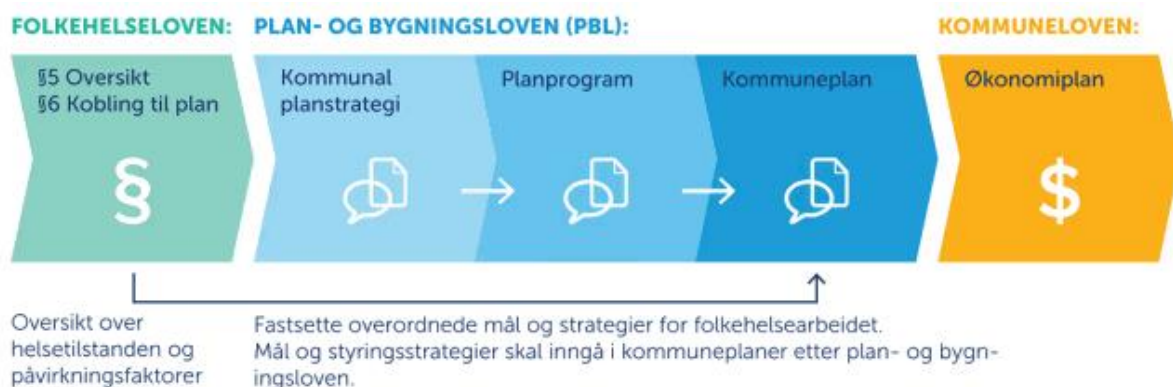 FOLKEHELSELOVEN:
PLAN- OG BYGNINGSLOVEN (PBL):
KOMMUNELOVEN:
§5 Oversikt
§6 Kobling til plan
§
Kommunal
planstrategi
Planprogram
Kommuneplan
Økonomiplan
$
Oversikt over
helsetilstanden og
påvirkningsfaktorer
Fastsette overordnede mål og strategier for folkehelsearbeidet.
Mål og styringsstrategier skal inngå i kommuneplaner etter plan- og bygn-
ingsloven.